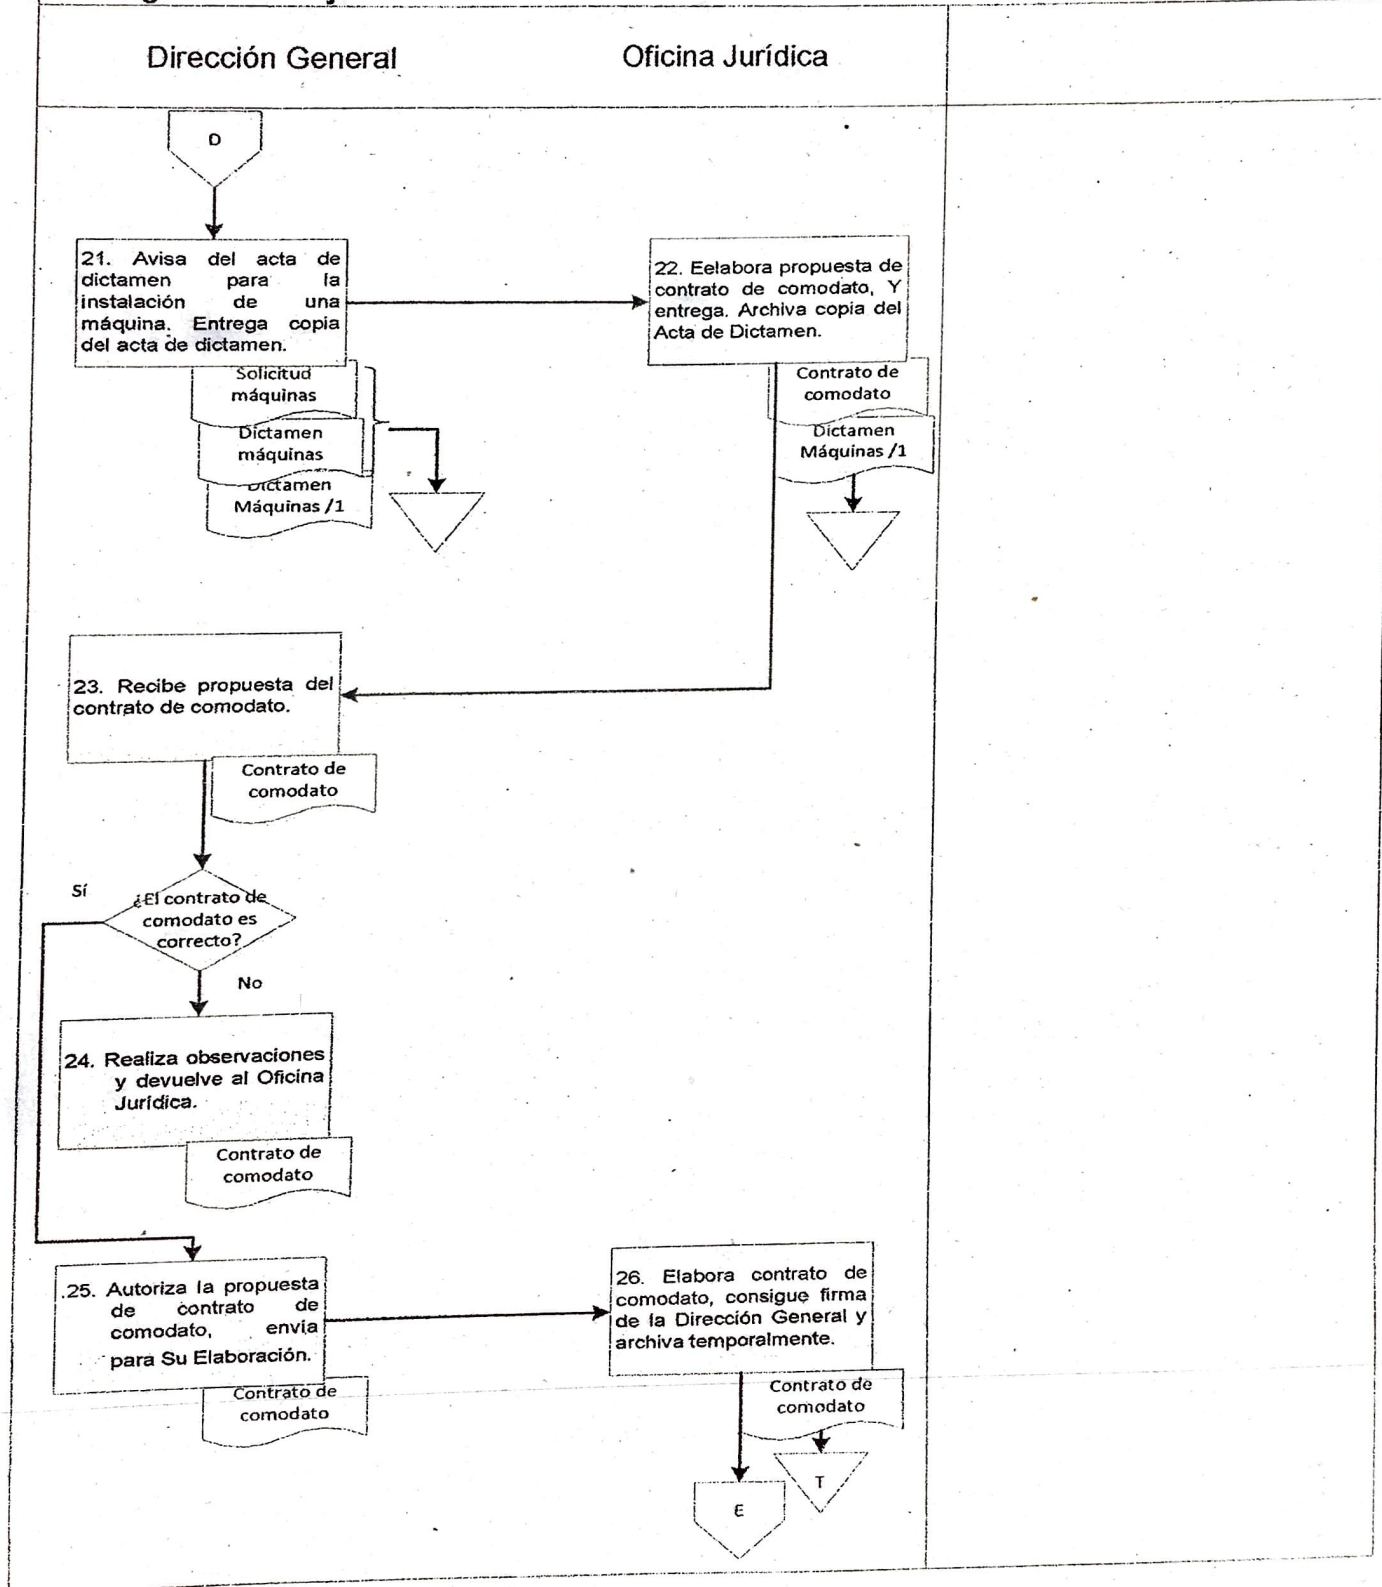 Dirección General
Oficina Jurídica
D
21. Avisa del acta de
dictamen para la
instalación de una
máquina. Entrega copia
del acta de dictamen.
Solicitud
máquinas
Dictamen
máquinas
Dictamen
Máquinas /1
22. Eelabora propuesta de
contrato de comodato, Y
entrega. Archiva copia del
Acta de Dictamen.
Contrato de
comodato
Dictamen
Máquinas /1
23. Recibe propuesta del
contrato de comodato.
Contrato de
comodato
Sí
¿El contrato de
comodato es
correcto?
No
24. Realiza observaciones
y devuelve al Oficina
Jurídica.
Contrato de
comodato
25. Autoriza la propuesta
de contrato de
comodato, envia
para Su Elaboración.
Contrato de
comodato
26. Elabora contrato de
comodato, consigue firma
de la Dirección General y
archiva temporalmente.
Contrato de
comodato
T
E